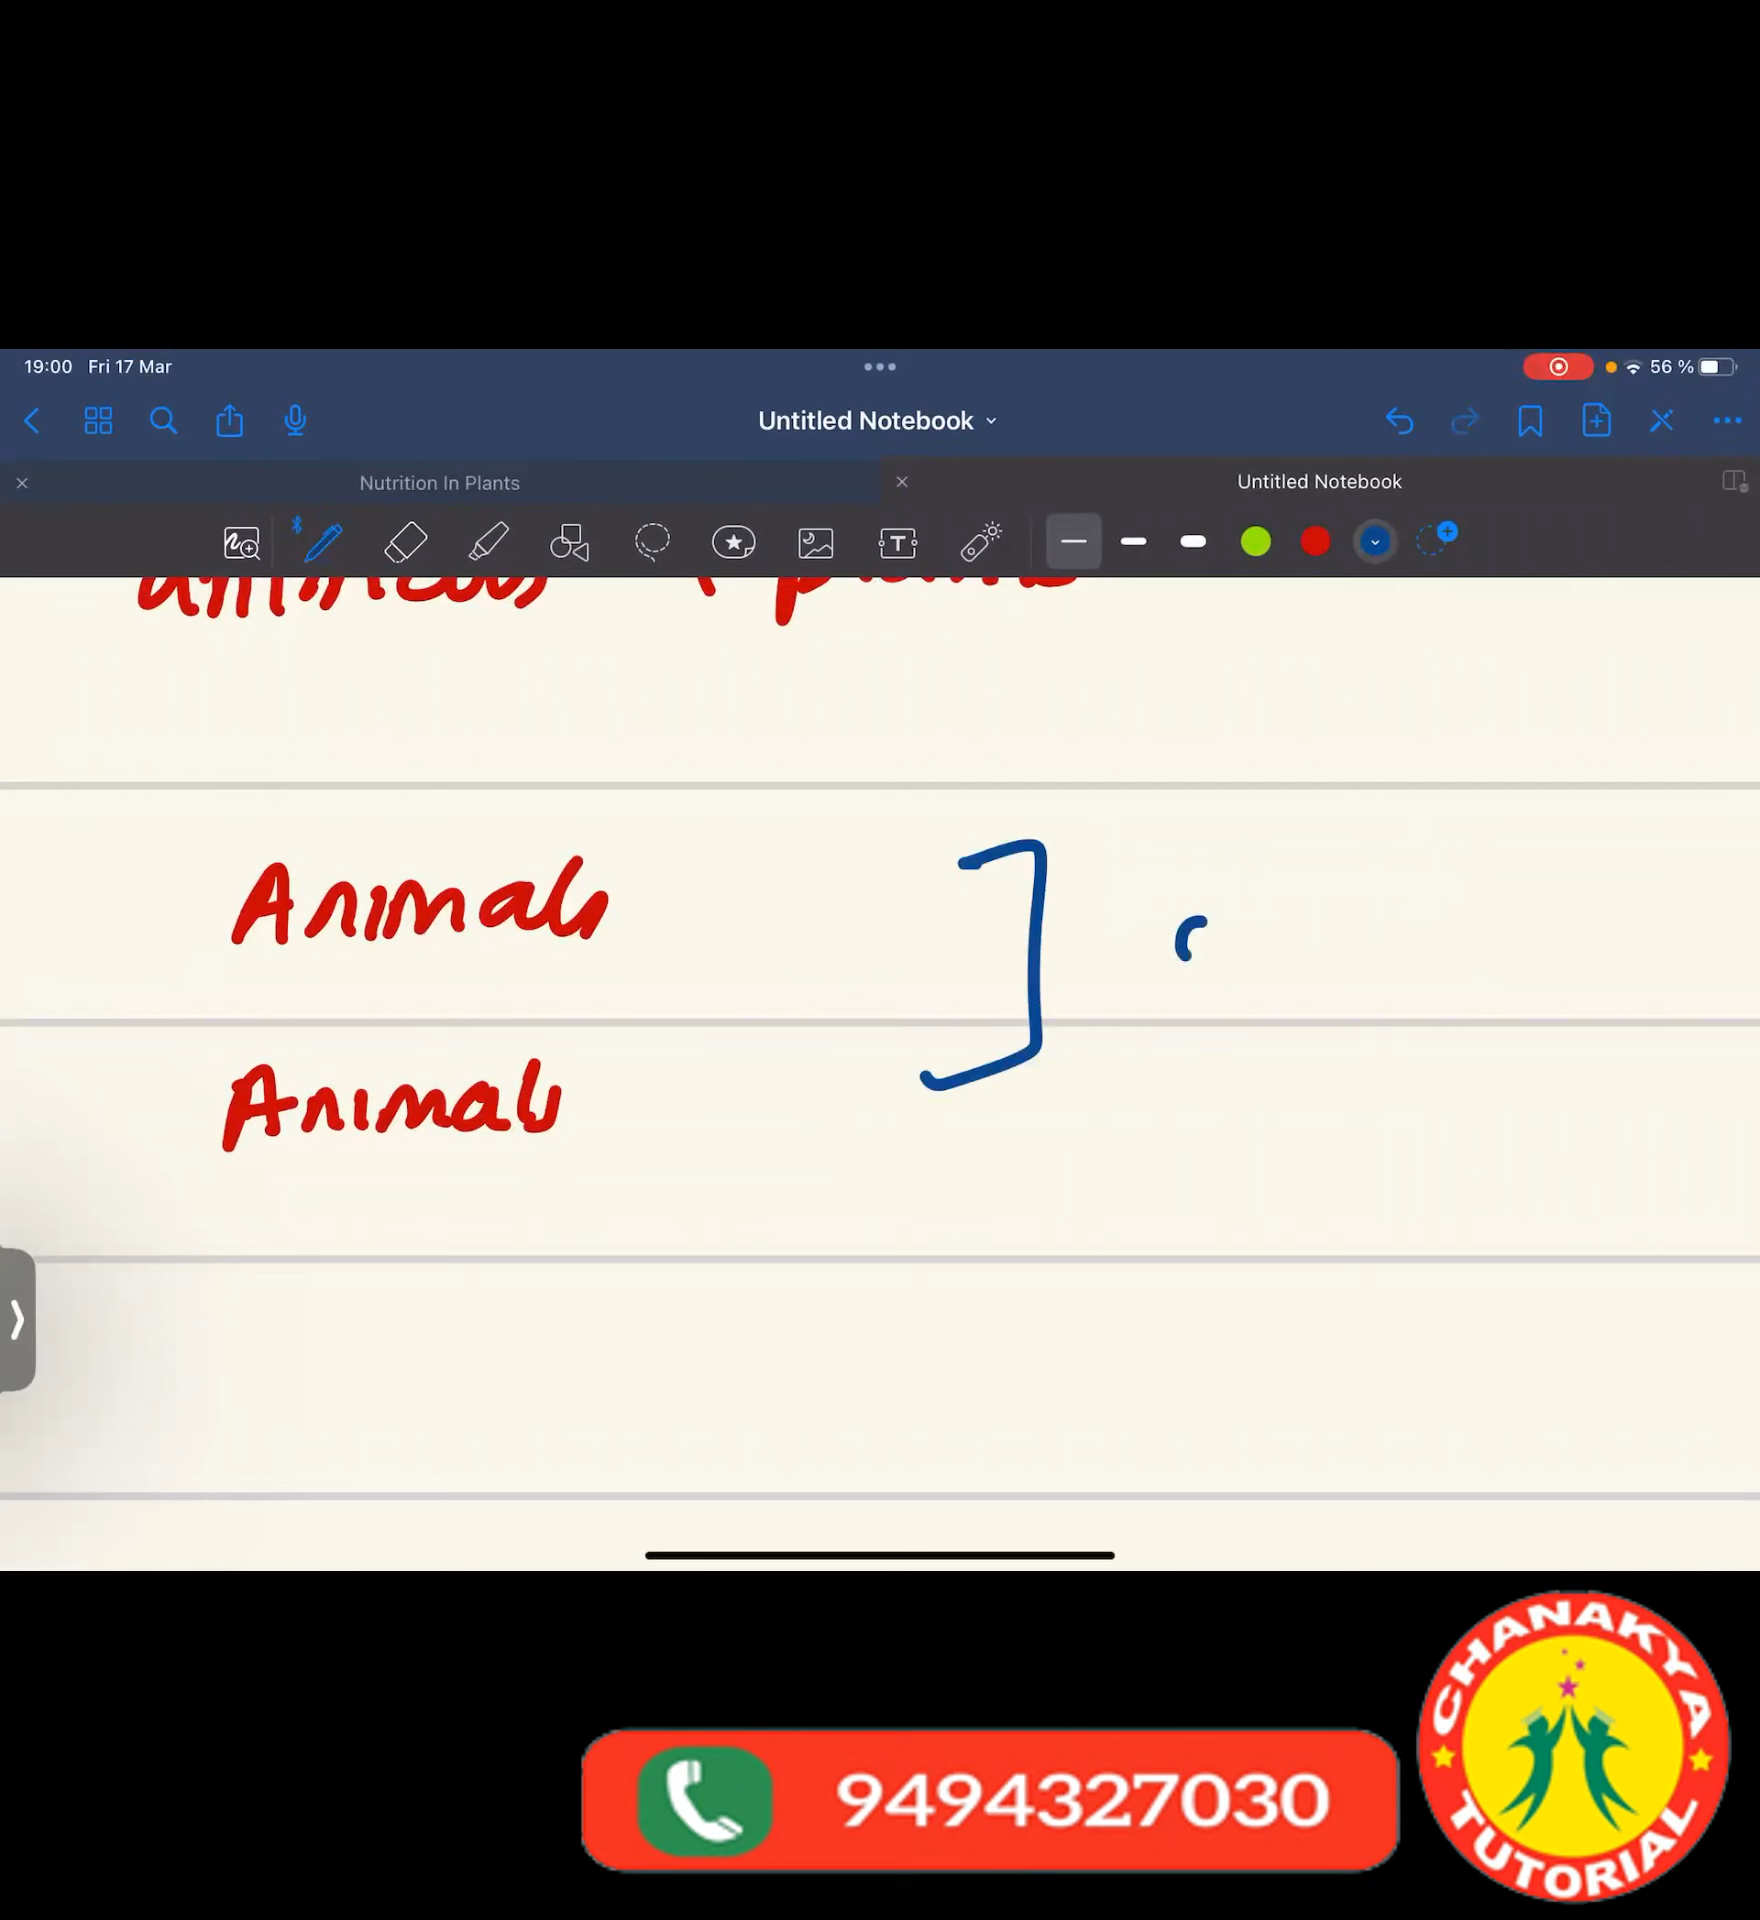 19:00 Fri 17 Mar
56 %
Untitled Notebook
Nutrition In Plants
Untitled Notebook
Animals
Animals
9494327030
CHANAKYA
TUTORIAL